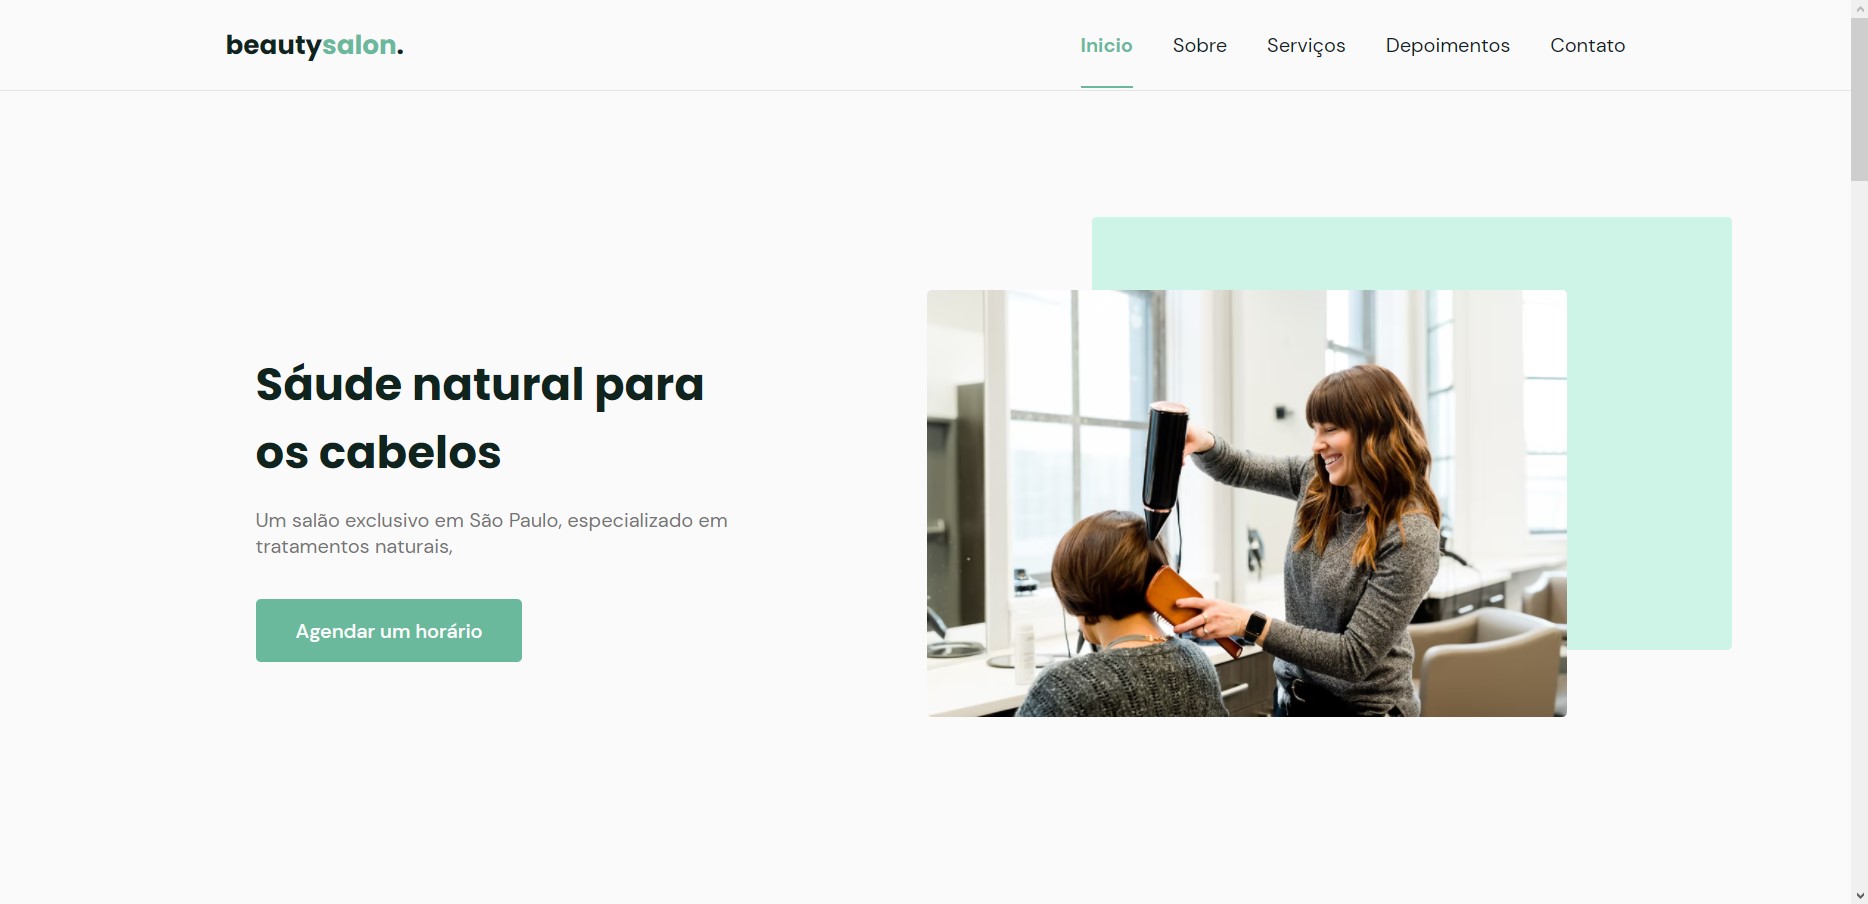 beautysalon.
Inicio Sobre Serviços Depoimentos Contato
Sáude natural para
os cabelos
Um salão exclusivo em São Paulo, especializado em
tratamentos naturais,
Agendar um horário